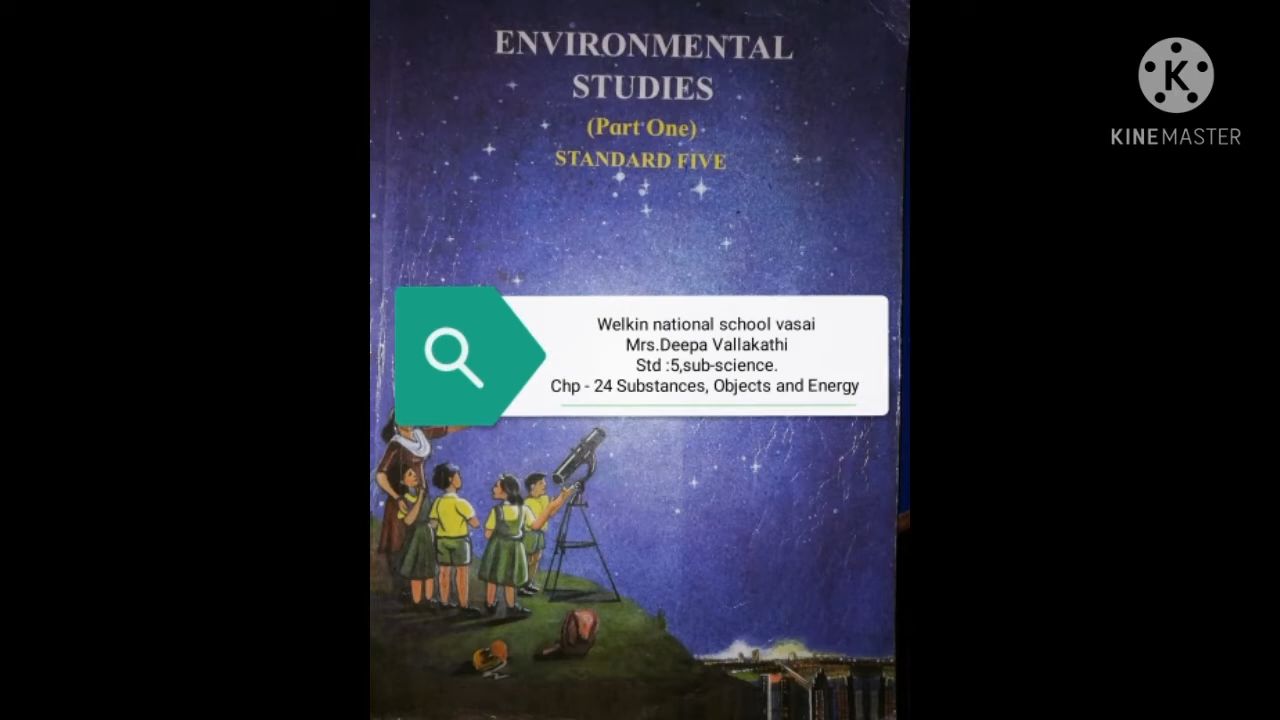 ENVIRONMENTAL
STUDIES
(Part One)
STANDARD FIVE
Welkin national school vasai
Mrs.Deepa Vallakathi
Std :5,sub-science.
Chp - 24 Substances, Objects and Energy
K
KINEMASTER